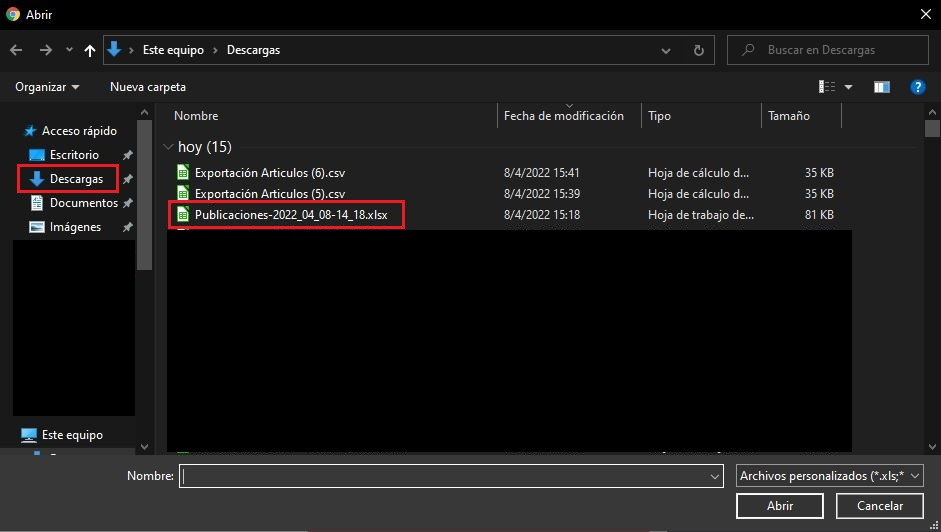 Abrir
Este equipo > Descargas
Buscar en Descargas
Organizar
Nueva carpeta
?
Nombre Fecha de modificación Tipo Tamaño
Acceso rápido
Escritorio
Descargas
Documentos
Imágenes
Este equipo
hoy (15)
Exportación Articulos (6).csv 8/4/2022 15:41 Hoja de cálculo d... 35 KB
Exportación Articulos (5).csv 8/4/2022 15:39 Hoja de cálculo d... 35 KB
Publicaciones-2022_04_08-14_18.xlsx 8/4/2022 15:18 Hoja de trabajo de... 81 KB
Nombre:
Archivos personalizados (*.xls;*
Abrir
Cancelar